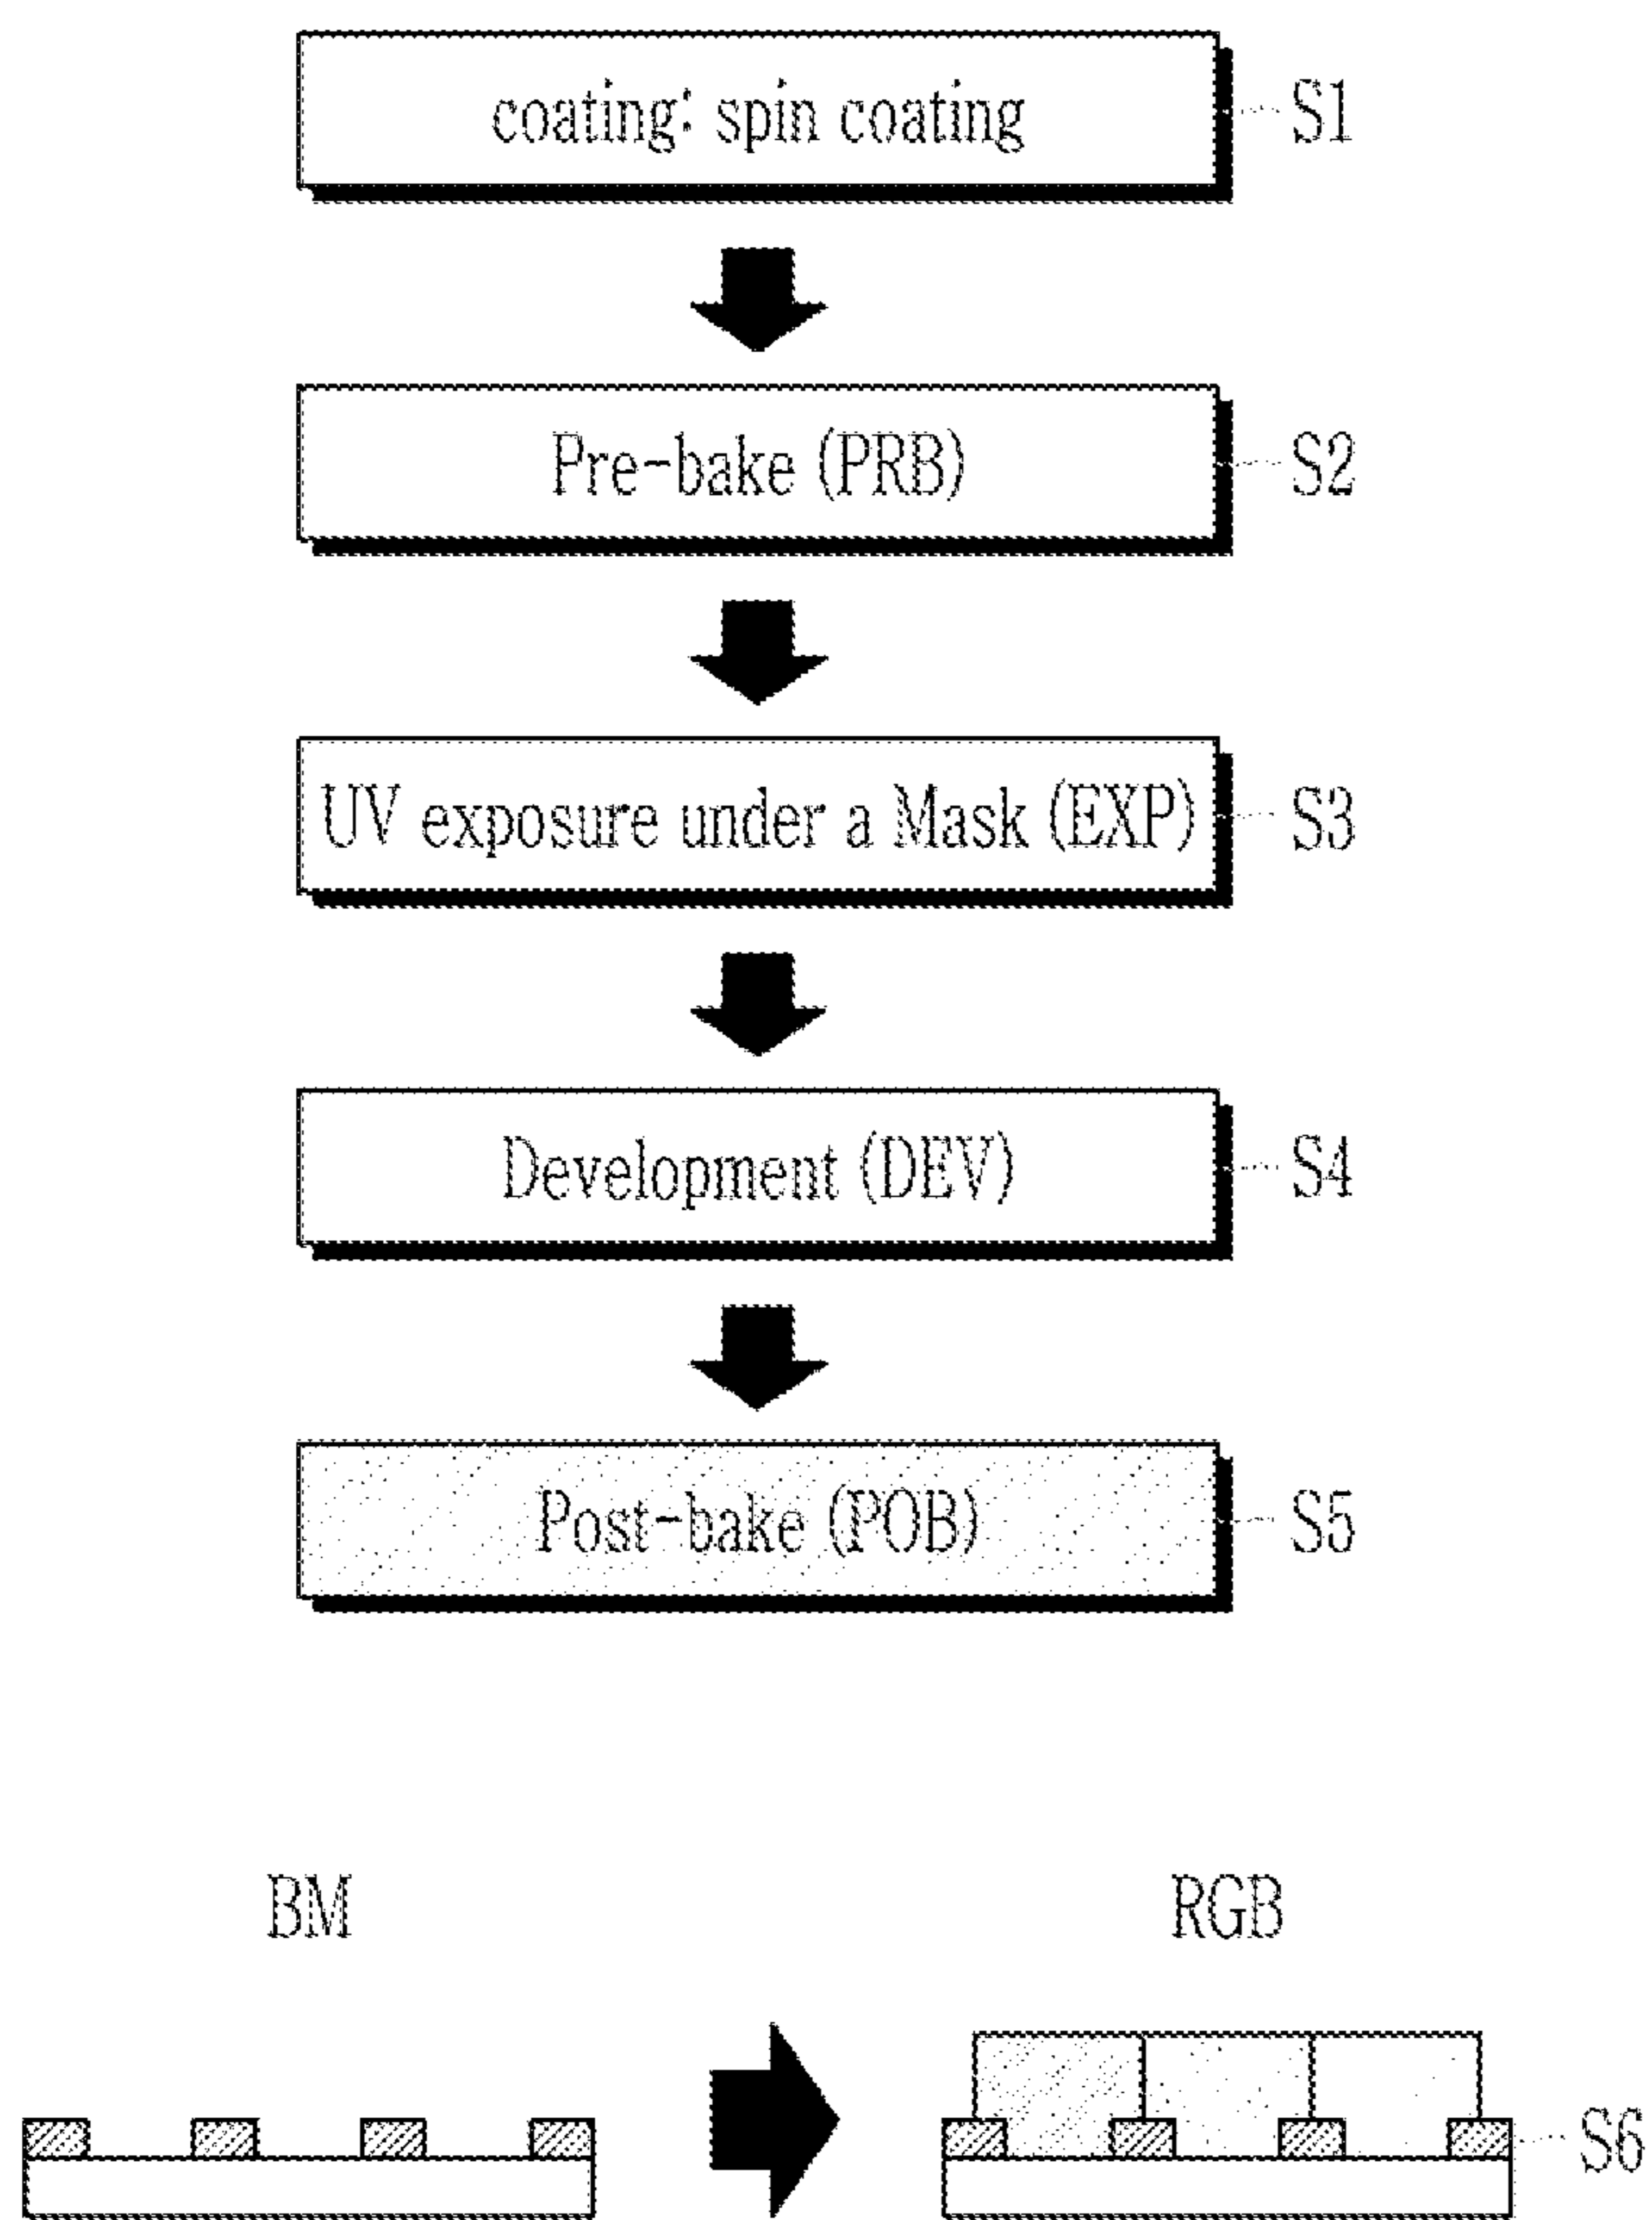 coating: spin coating S1
Pre-bake (PRB) S2
UV exposure under a Mask (EXP) S3
Development (DEV) S4
Post-bake (POB) S5
BM RGB
S6